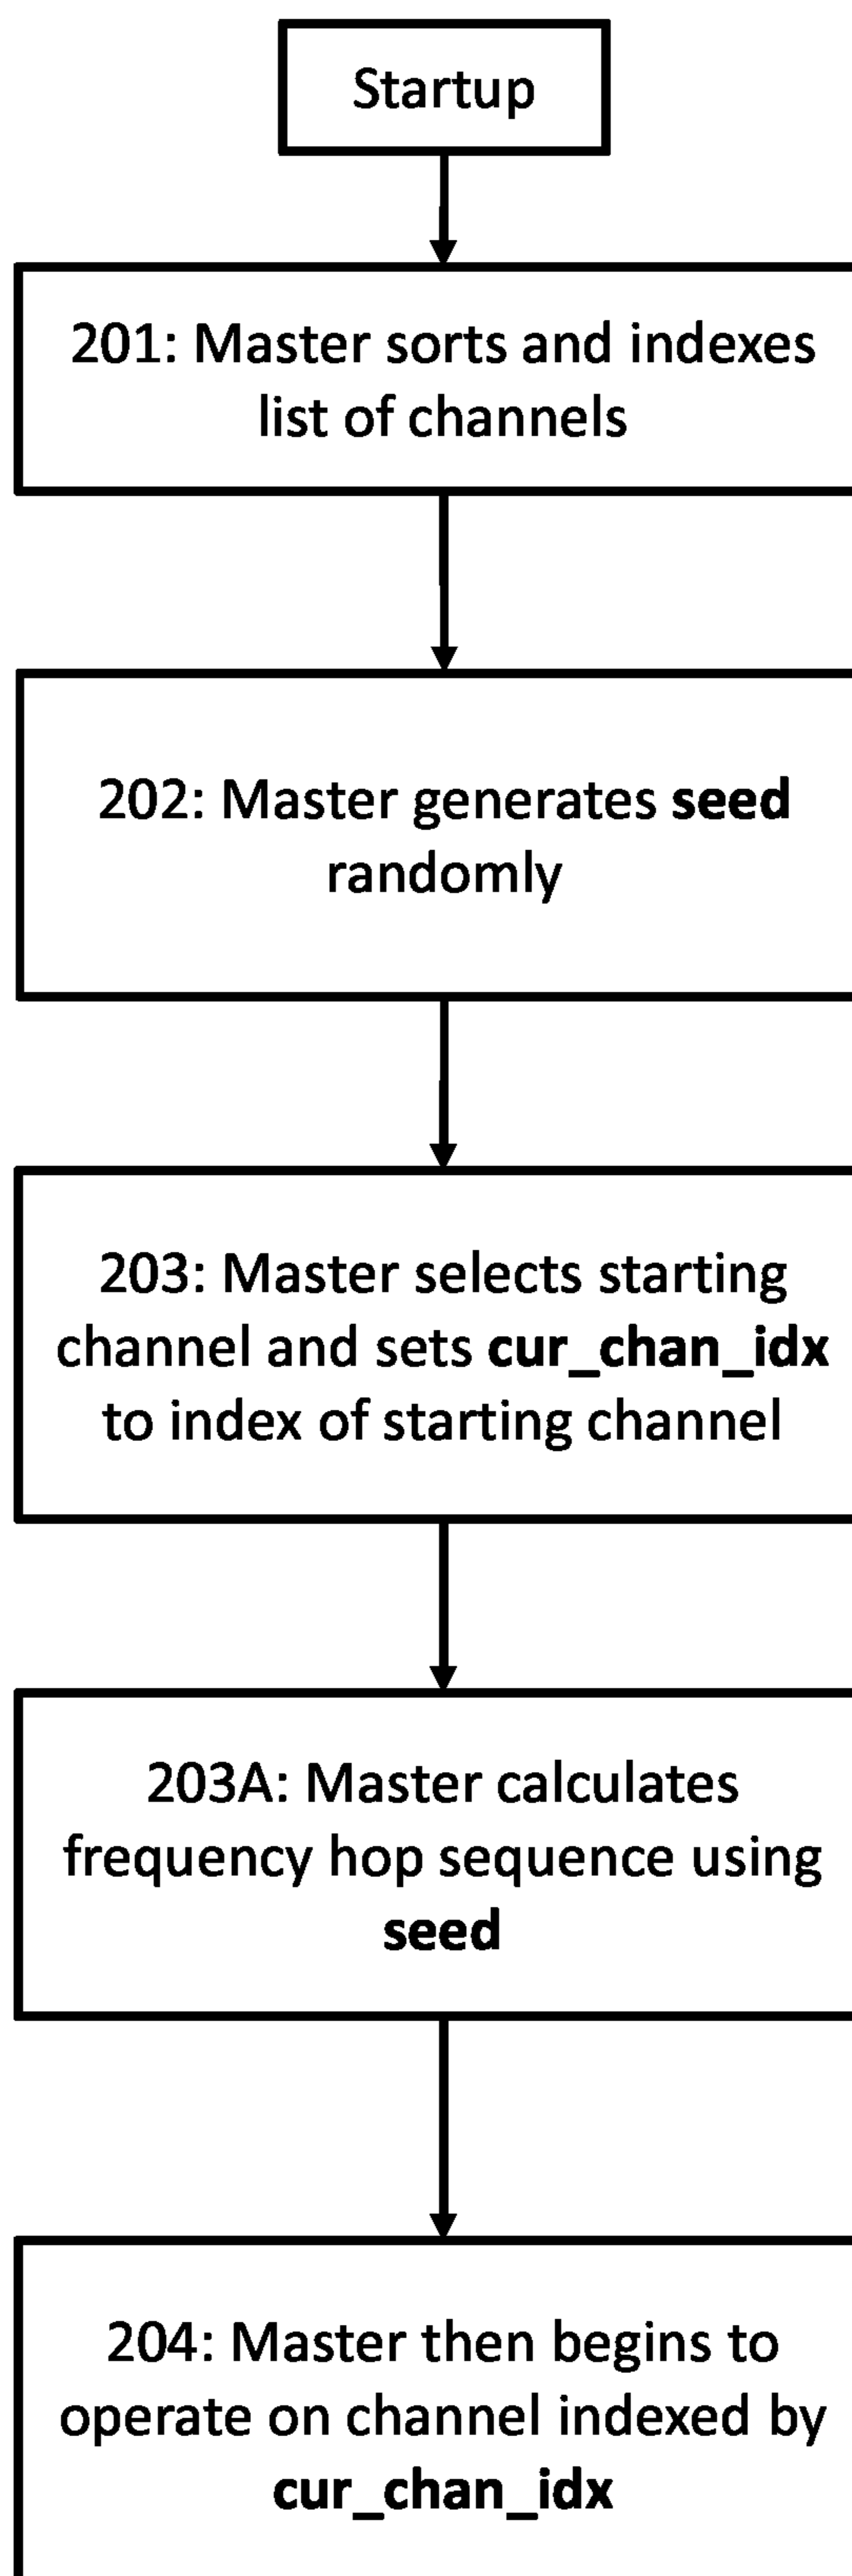 Startup
201: Master sorts and indexes
list of channels
202: Master generates seed
randomly
203: Master selects starting
channel and sets cur_chan_idx
to index of starting channel
203A: Master calculates
frequency hop sequence using
seed
204: Master then begins to
operate on channel indexed by
cur_chan_idx